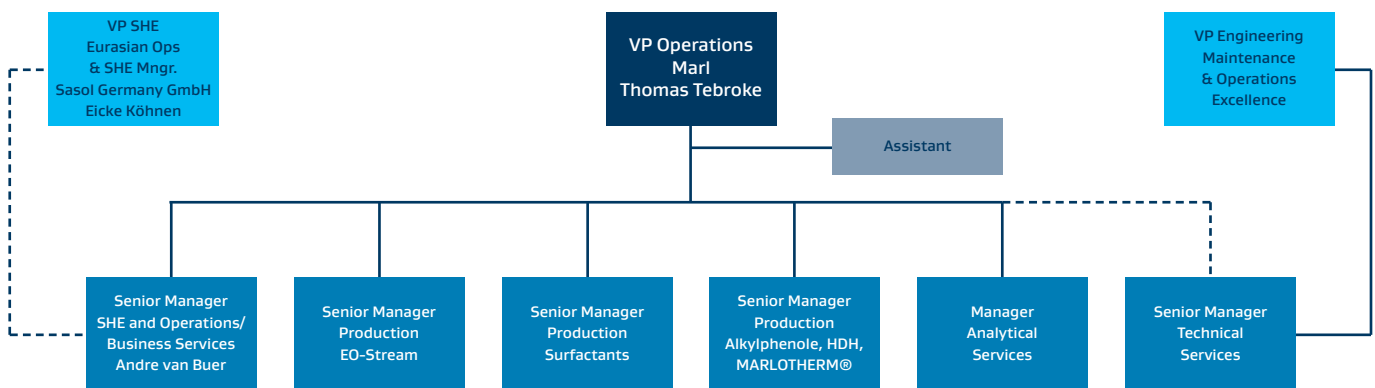 VP SHE
Eurasian Ops
& SHE Mngr.
Sasol Germany GmbH
Eicke Köhnen
VP Operations
Marl
Thomas Tebroke
VP Engineering
Maintenance
& Operations
Excellence
Assistant
Senior Manager
SHE and Operations/
Business Services
Andre van Buer
Senior Manager
Production
EO-Stream
Senior Manager
Production
Surfactants
Senior Manager
Production
Alkylphenole, HDH,
MARLOTHERM®
Manager
Analytical
Services
Senior Manager
Technical
Services